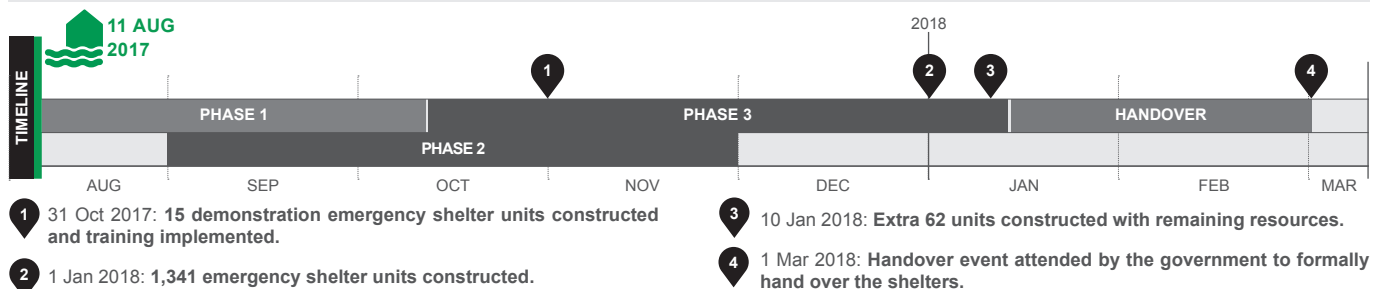 11 AUG
2017
2018
TIMELINE
1
2
3
4
PHASE 1
PHASE 3
HANDOVER
PHASE 2
AUG
SEP
OCT
NOV
DEC
JAN
FEB
MAR
1 31 Oct 2017: 15 demonstration emergency shelter units constructed
and training implemented.
2 1 Jan 2018: 1,341 emergency shelter units constructed.
3 10 Jan 2018: Extra 62 units constructed with remaining resources.
4 1 Mar 2018: Handover event attended by the government to formally
hand over the shelters.